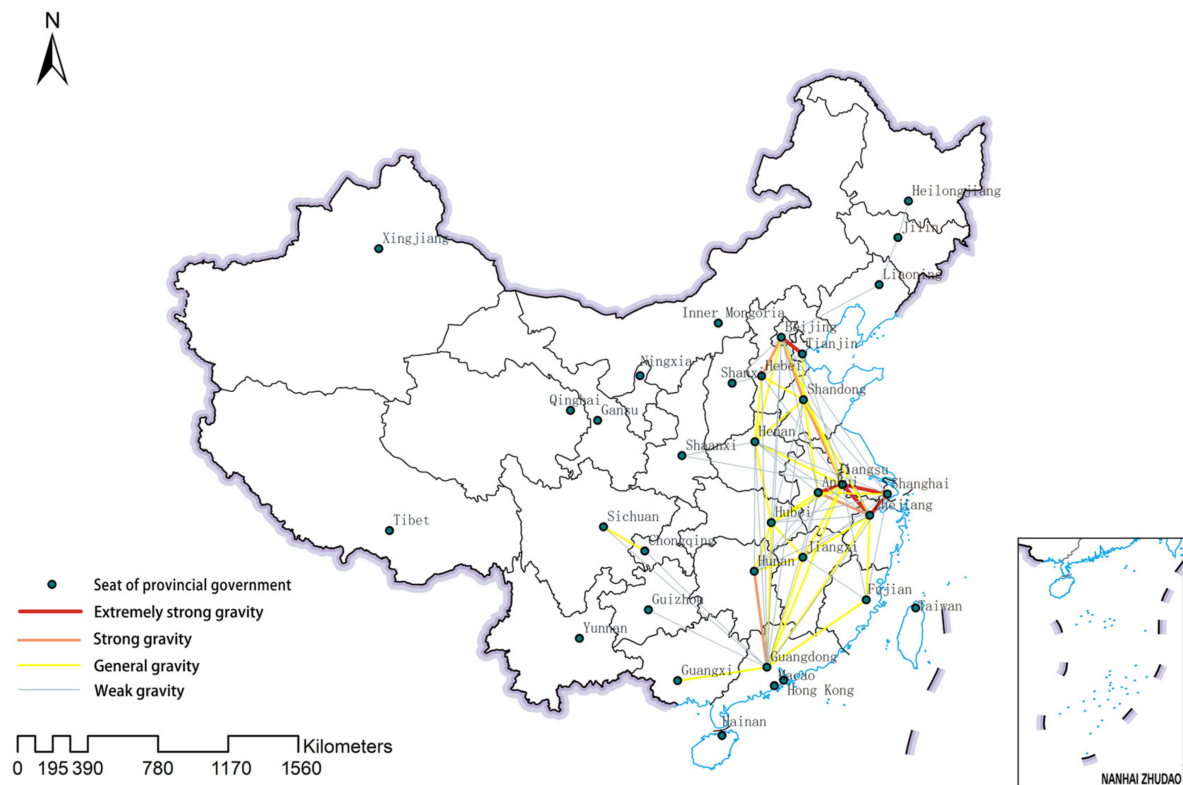 N
Heilongjiang
Jilin
Xingjiang
Liaoning
Inner Mongoria
Beijing
Tianjin
Ningxia
Shanxi
Hebei
Shandong
Qinghai
Gansu
Henan
Shaanxi
Jiangsu
Anhui
Shanghai
Zhejiang
Tibet
Sichuan
Hubei
Chongqing
Jiangxi
Hunan
Seat of provincial government
Fujian
Extremely strong gravity
Guizhou
Taiwan
Strong gravity
Yunnan
General gravity
Guangdong
Guangxi
Macao
Weak gravity
Hong Kong
Hainan
Kilometers
0 195 390 780 1170 1560
NANHAI ZHUDAO